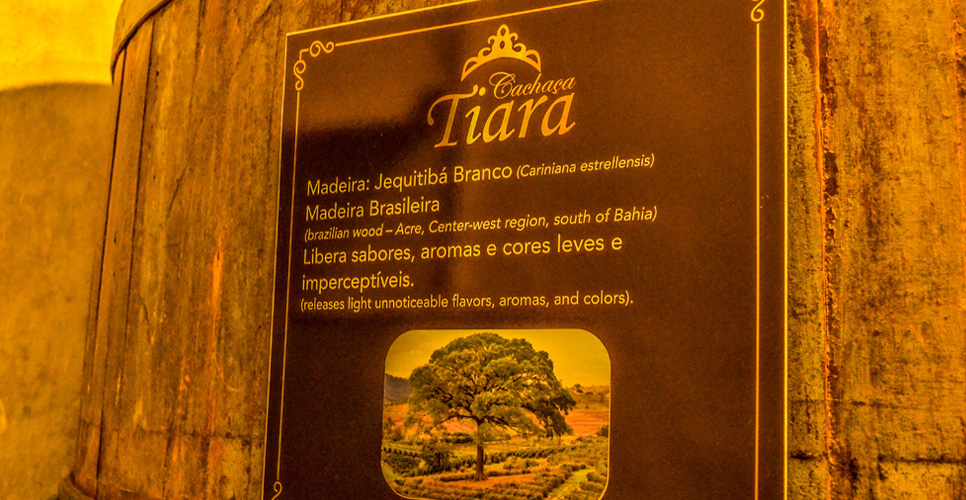 Cachaça
Tiara
Madeira: Jequitibá Branco (Cariniana estrellensis)
Madeira Brasileira
(brazilian wood – Acre, Center-west region, south of Bahia)
Libera sabores, aromas e cores leves e
imperceptíveis.
(releases light unnoticeable flavors, aromas, and colors).